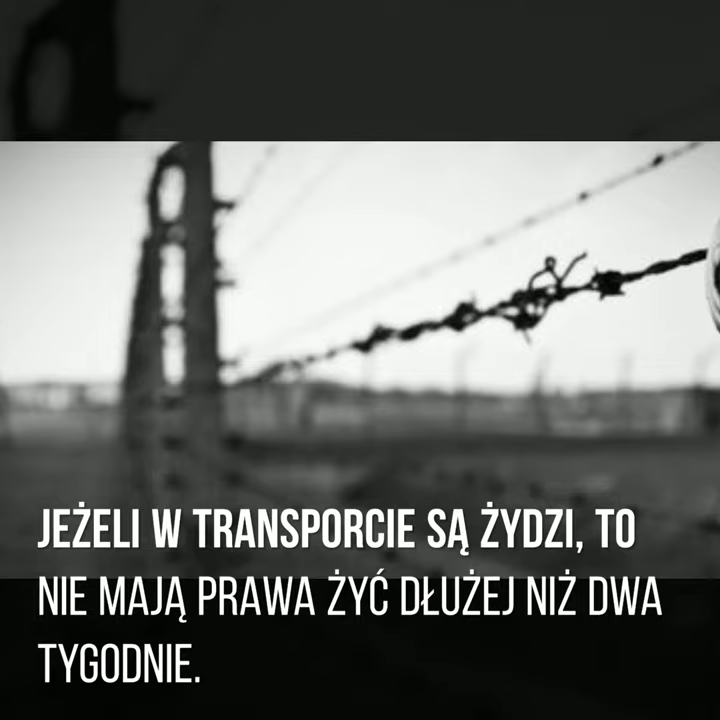 JEŻELI W TRANSPORCIE SĄ ŻYDZI, TO
NIE MAJĄ PRAWA ŻYĆ DŁUŻEJ NIŻ DWA
TYGODNIE.